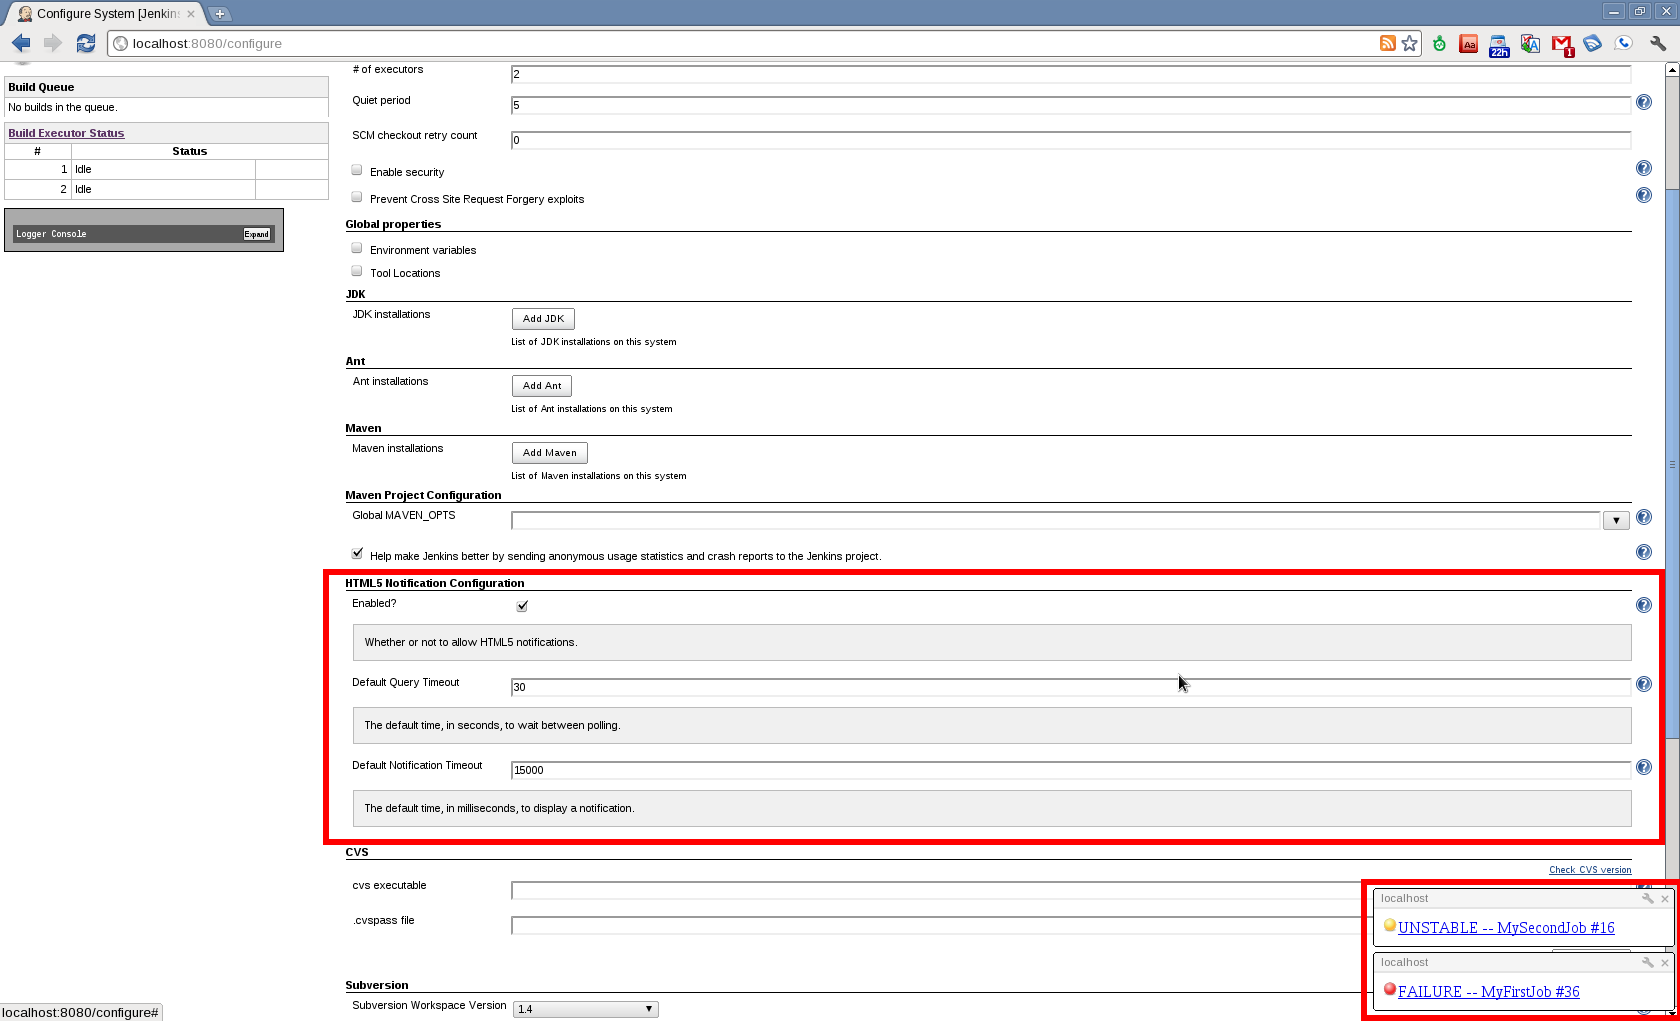 Configure System [Jenkin
localhost:8080/configure
Aa
22h
1
Build Queue
No builds in the queue.
Build Executor Status
# Status
1 Idle
2 Idle
Logger Console Expand
# of executors 2
Quiet period 5
SCM checkout retry count 0
Enable security
Prevent Cross Site Request Forgery exploits
Global properties
Environment variables
Tool Locations
JDK
JDK installations Add JDK
List of JDK installations on this system
Ant
Ant installations Add Ant
List of Ant installations on this system
Maven
Maven installations Add Maven
List of Maven installations on this system
Maven Project Configuration
Global MAVEN_OPTS
Help make Jenkins better by sending anonymous usage statistics and crash reports to the Jenkins project.
HTML5 Notification Configuration
Enabled?
Whether or not to allow HTML5 notifications.
Default Query Timeout 30
The default time, in seconds, to wait between polling.
Default Notification Timeout 15000
The default time, in milliseconds, to display a notification.
CVS
Check CVS version
cvs executable
.cvspass file
Subversion
Subversion Workspace Version 1.4
localhost
UNSTABLE -- MySecondJob #16
localhost
FAILURE -- MyFirstJob #36
localhost:8080/configure#